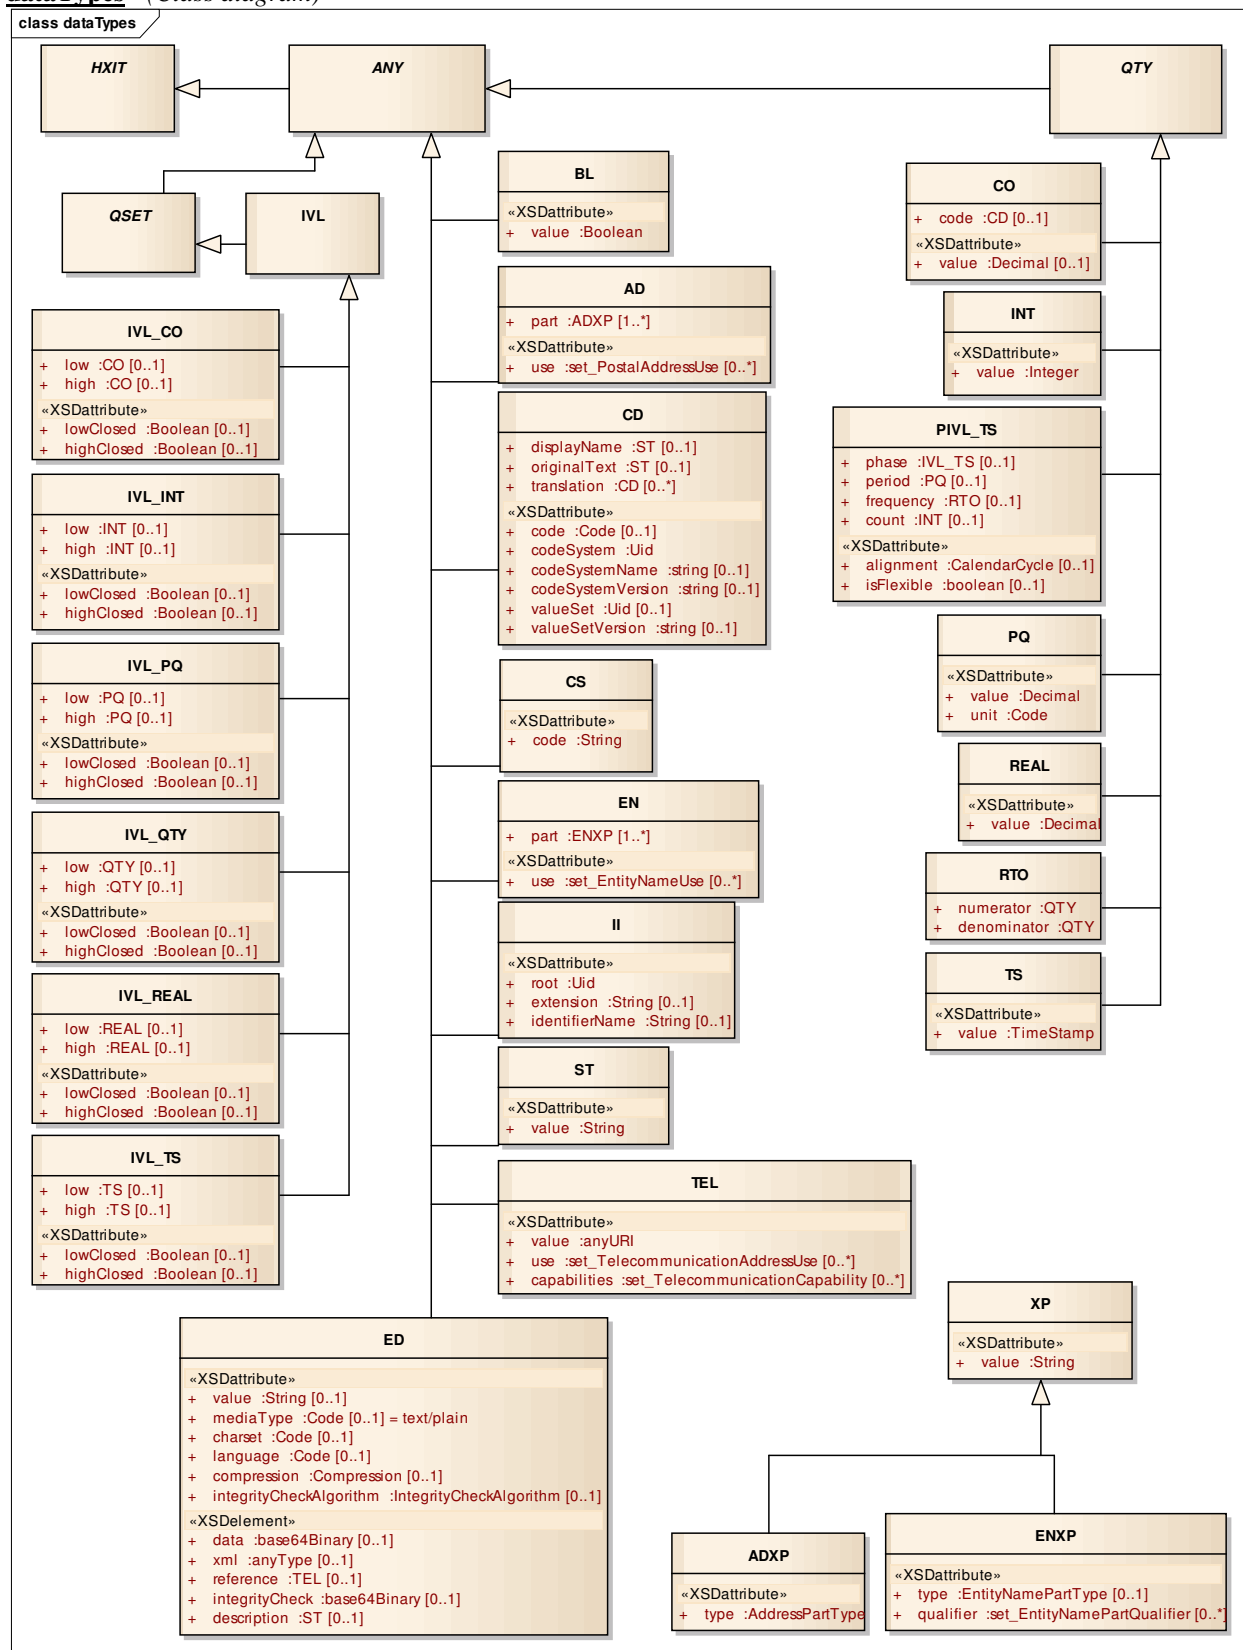 dataTypes (Class diagram)
class dataTypes
HXIT
ANY
QTY
QSET
IVL
BL
«XSDattribute»
+ value :Boolean
CO
+ code :CD [0..1]
«XSDattribute»
+ value :Decimal [0..1]
AD
+ part :ADXP [1..*]
«XSDattribute»
+ use :set_PostalAddressUse [0..*]
INT
«XSDattribute»
+ value :Integer
IVL_CO
+ low :CO [0..1]
+ high :CO [0..1]
«XSDattribute»
+ lowClosed :Boolean [0..1]
+ highClosed :Boolean [0..1]
CD
+ displayName :ST [0..1]
+ originalText :ST [0..1]
+ translation :CD [0..*]
«XSDattribute»
+ code :Code [0..1]
+ codeSystem :Uid
+ codeSystemName :string [0..1]
+ codeSystemVersion :string [0..1]
+ valueSet :Uid [0..1]
+ valueSetVersion :string [0..1]
PIVL_TS
+ phase :IVL_TS [0..1]
+ period :PQ [0..1]
+ frequency :RTO [0..1]
+ count :INT [0..1]
«XSDattribute»
+ alignment :CalendarCycle [0..1]
+ isFlexible :boolean [0..1]
IVL_INT
+ low :INT [0..1]
+ high :INT [0..1]
«XSDattribute»
+ lowClosed :Boolean [0..1]
+ highClosed :Boolean [0..1]
PQ
«XSDattribute»
+ value :Decimal
+ unit :Code
IVL_PQ
+ low :PQ [0..1]
+ high :PQ [0..1]
«XSDattribute»
+ lowClosed :Boolean [0..1]
+ highClosed :Boolean [0..1]
CS
«XSDattribute»
+ code :String
REAL
«XSDattribute»
+ value :Decimal
EN
+ part :ENXP [1..*]
«XSDattribute»
+ use :set_EntityNameUse [0..*]
IVL_QTY
+ low :QTY [0..1]
+ high :QTY [0..1]
«XSDattribute»
+ lowClosed :Boolean [0..1]
+ highClosed :Boolean [0..1]
RTO
+ numerator :QTY
+ denominator :QTY
II
«XSDattribute»
+ root :Uid
+ extension :String [0..1]
+ identifierName :String [0..1]
TS
«XSDattribute»
+ value :TimeStamp
IVL_REAL
+ low :REAL [0..1]
+ high :REAL [0..1]
«XSDattribute»
+ lowClosed :Boolean [0..1]
+ highClosed :Boolean [0..1]
ST
«XSDattribute»
+ value :String
IVL_TS
+ low :TS [0..1]
+ high :TS [0..1]
«XSDattribute»
+ lowClosed :Boolean [0..1]
+ highClosed :Boolean [0..1]
TEL
«XSDattribute»
+ value :anyURI
+ use :set_TelecommunicationAddressUse [0..*]
+ capabilities :set_TelecommunicationCapability [0..*]
XP
«XSDattribute»
+ value :String
ED
«XSDattribute»
+ value :String [0..1]
+ mediaType :Code [0..1] = text/plain
+ charset :Code [0..1]
+ language :Code [0..1]
+ compression :Compression [0..1]
+ integrityCheckAlgorithm :IntegrityCheckAlgorithm [0..1]
«XSDelement»
+ data :base64Binary [0..1]
+ xml :anyType [0..1]
+ reference :TEL [0..1]
+ integrityCheck :base64Binary [0..1]
+ description :ST [0..1]
ADXP
«XSDattribute»
+ type :AddressPartType
ENXP
«XSDattribute»
+ type :EntityNamePartType [0..1]
+ qualifier :set_EntityNamePartQualifier [0..*]